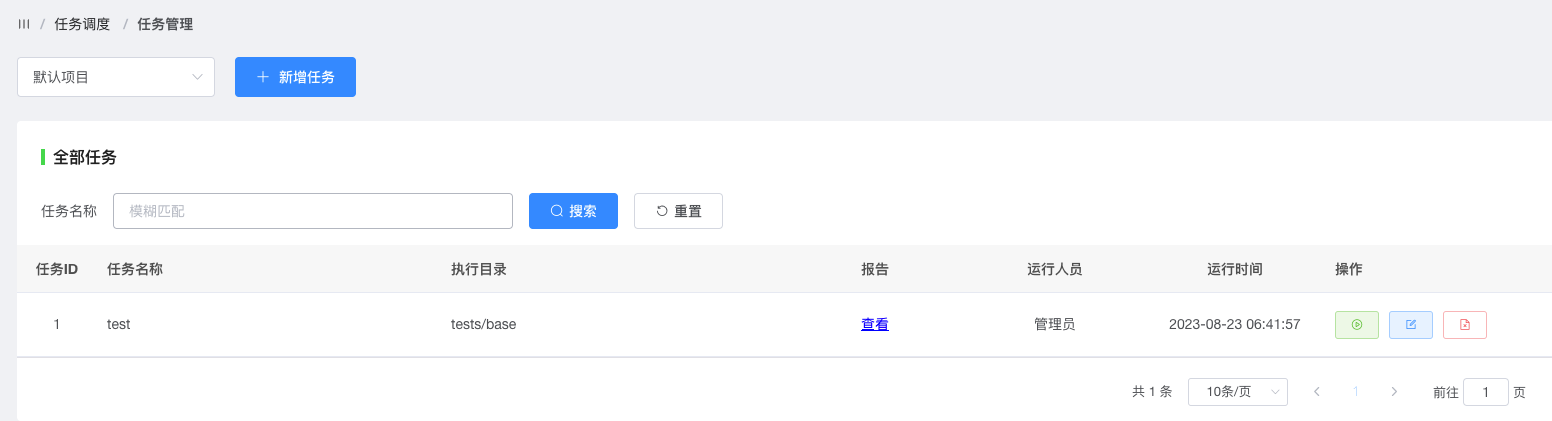 / 任务调度 / 任务管理
默认项目 新增任务
全部任务
任务名称 模糊匹配 搜索 重置
任务ID 任务名称 执行目录 报告 运行人员 运行时间 操作
1 test tests/base 查看 管理员 2023-08-23 06:41:57
共 1 条 10条/页 1 前往 1 页